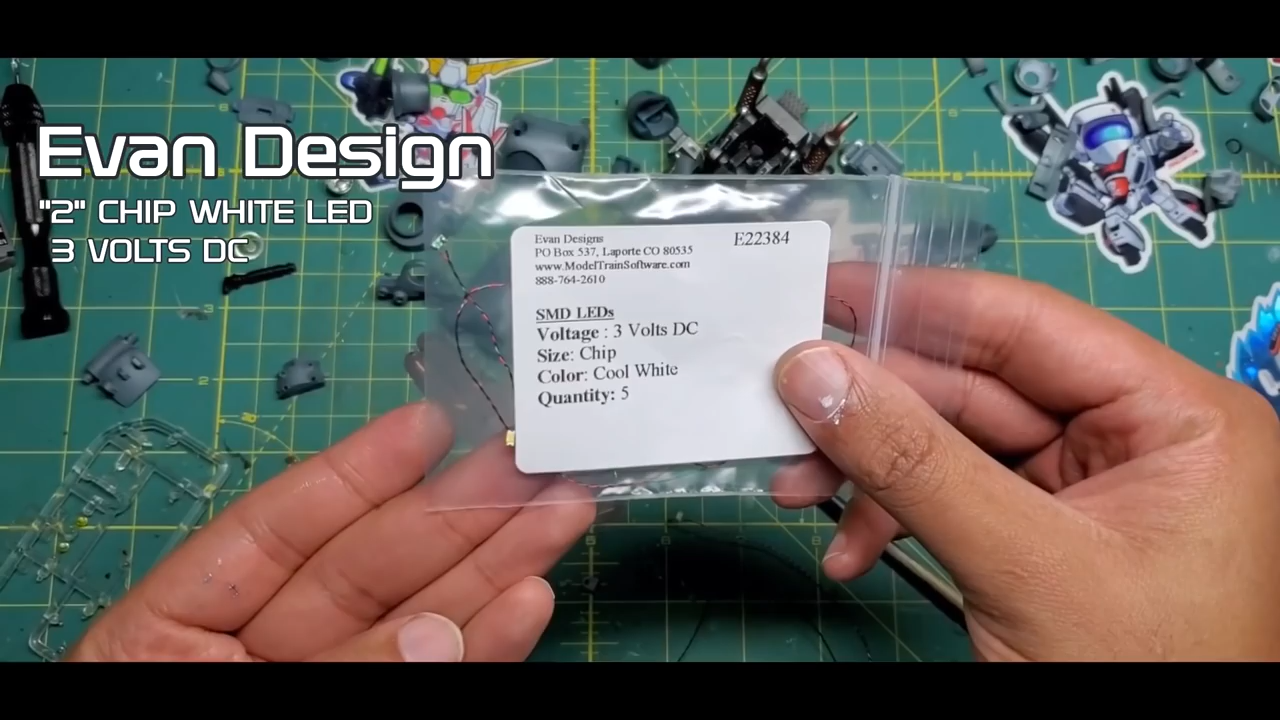 Evan Design
"2" CHIP WHITE LED
3 VOLTS DC
Evan Designs
E22384
PO Box 537, Laporte CO 80535
www.ModelTrainSoftware.com
888-764-2610
SMD LEDs
Voltage : 3 Volts DC
Size: Chip
Color: Cool White
Quantity: 5